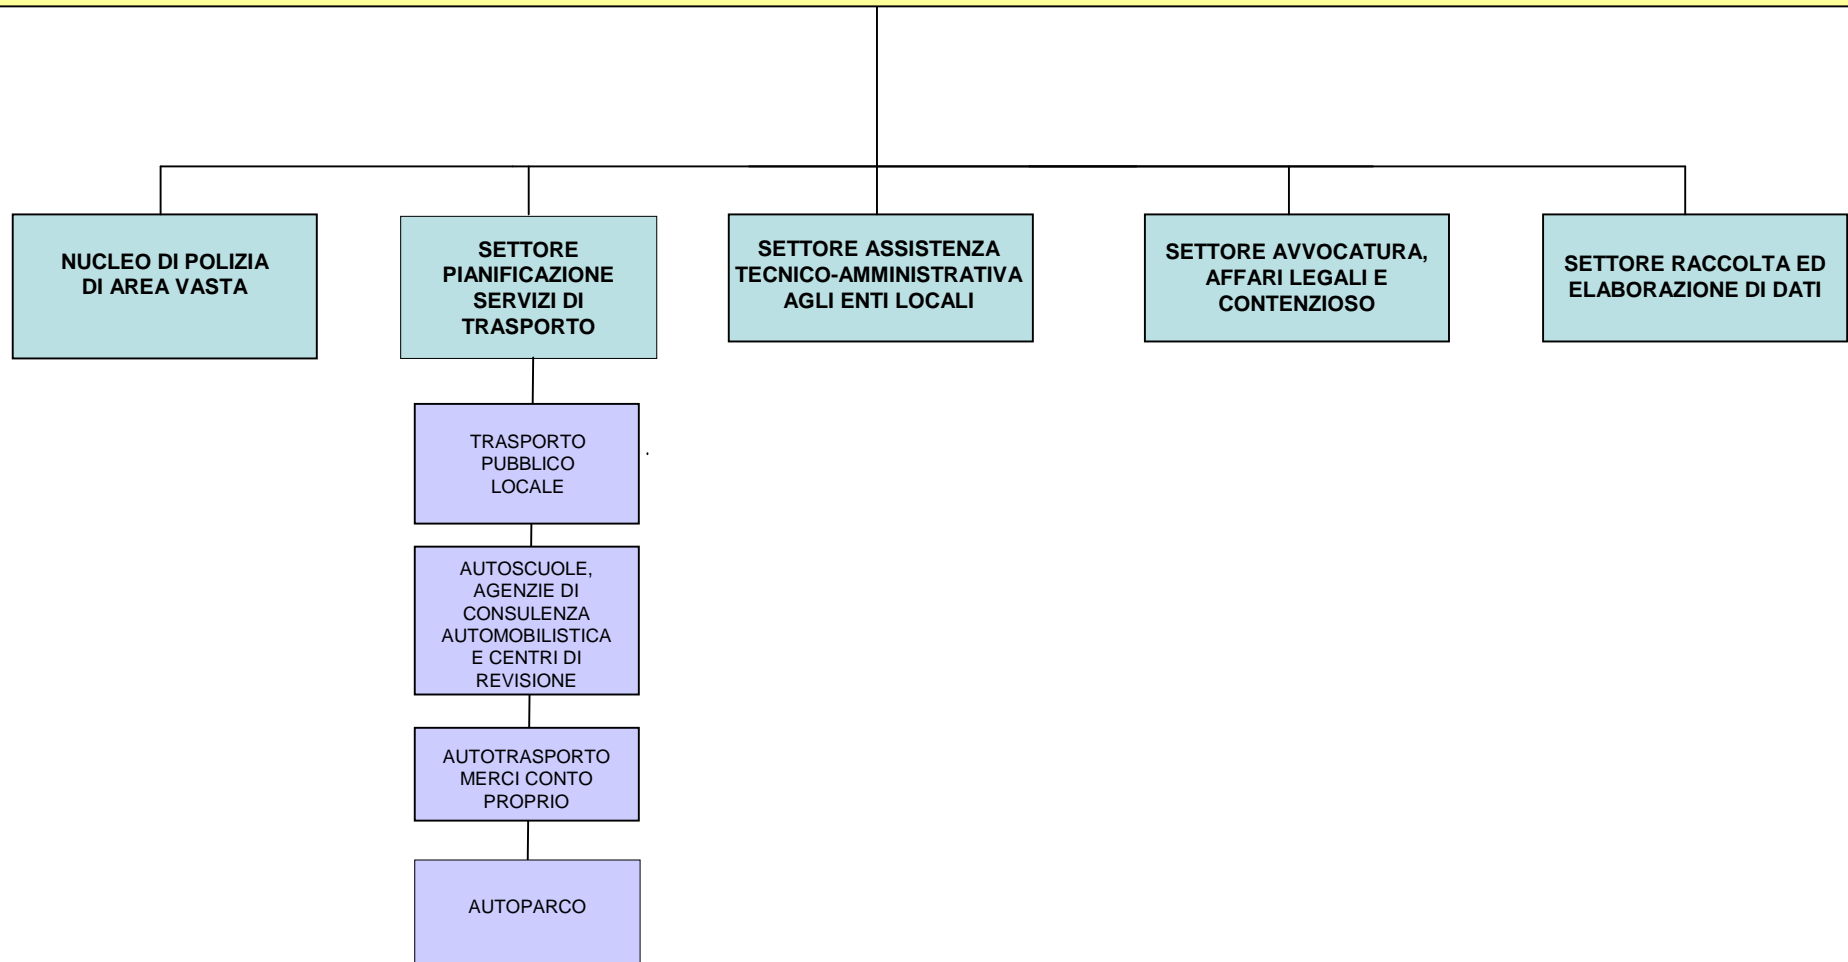 NUCLEO DI POLIZIA
DI AREA VASTA
SETTORE
PIANIFICAZIONE
SERVIZI DI
TRASPORTO
SETTORE ASSISTENZA
TECNICO-AMMINISTRATIVA
AGLI ENTI LOCALI
SETTORE AVVOCATURA,
AFFARI LEGALI E
CONTENZIOSO
SETTORE RACCOLTA ED
ELABORAZIONE DI DATI
TRASPORTO
PUBBLICO
LOCALE
.
AUTOSCUOLE,
AGENZIE DI
CONSULENZA
AUTOMOBILISTICA
E CENTRI DI
REVISIONE
AUTOTRASPORTO
MERCI CONTO
PROPRIO
AUTOPARCO